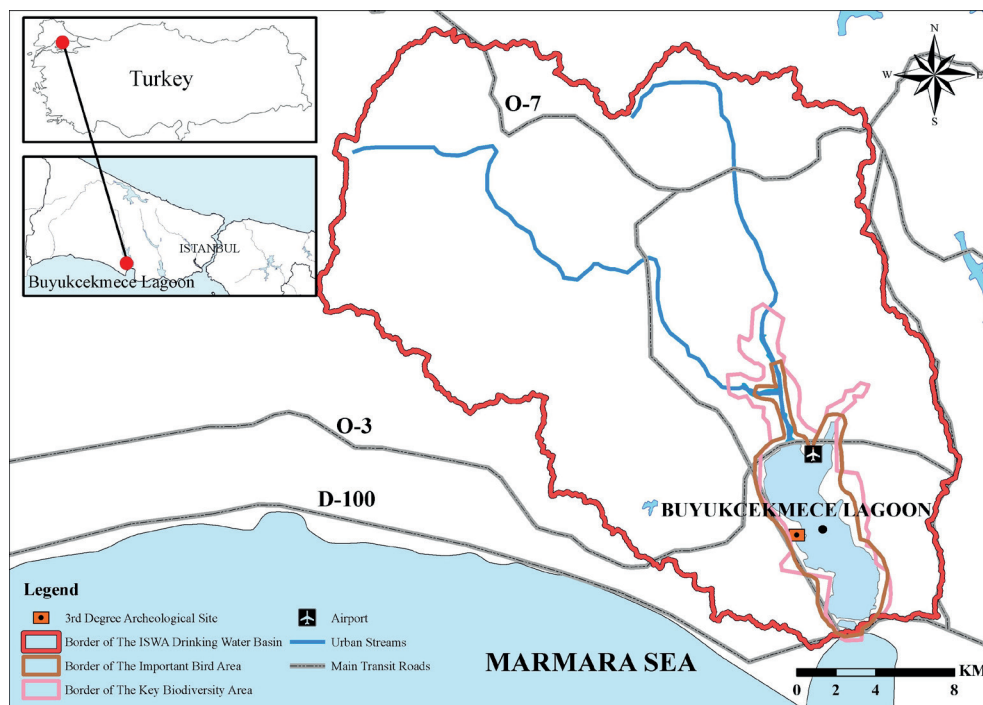 Turkey
ISTANBUL
Buyukcekmece Lagoon
N
W
E
S
O-7
O-3
D-100
BUYUKCEKMECE LAGOON
MARMARA SEA
Legend
3rd Degree Archeological Site
Border of The ISWA Drinking Water Basin
Border of The Important Bird Area
Border of The Key Biodiversity Area
Airport
Urban Streams
Main Transit Roads
KM
0 2 4 8